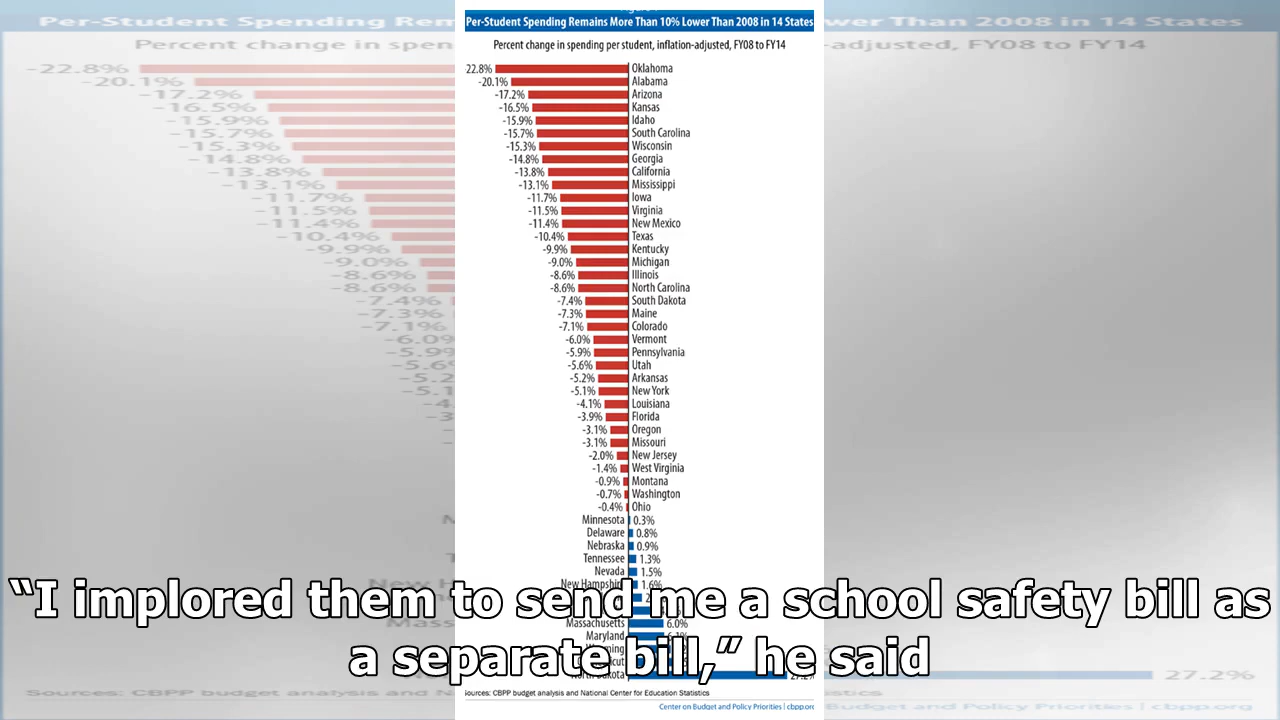 Per-Student Spending Remains More Than 10% Lower Than 2008 in 14 States
Percent change in spending per student, inflation-adjusted, FY08 to FY14
22.8% Oklahoma
-20.1% Alabama
-17.2% Arizona
-16.5% Kansas
-15.9% Idaho
-15.7% South Carolina
-15.3% Wisconsin
-14.8% Georgia
-13.8% California
-13.1% Mississippi
-11.7% Iowa
-11.5% Virginia
-11.4% New Mexico
-10.4% Texas
-9.9% Kentucky
-9.0% Michigan
-8.6% Illinois
-8.6% North Carolina
-7.4% South Dakota
-7.3% Maine
-7.1% Colorado
-6.0% Vermont
-5.9% Pennsylvania
-5.6% Utah
-5.2% Arkansas
-5.1% New York
-4.1% Louisiana
-3.9% Florida
-3.1% Oregon
-3.1% Missouri
-2.0% New Jersey
-1.4% West Virginia
-0.9% Montana
-0.7% Washington
-0.4% Ohio
Minnesota 0.3%
Delaware 0.8%
Nebraska 0.9%
Tennessee 1.3%
Nevada 1.5%
New Hampshire 1.6%
Massachusetts 6.0%
Maryland
North Dakota 27.2%
“I implored them to send me a school safety bill as
a separate bill,” he said
Sources: CBPP budget analysis and National Center for Education Statistics
Center on Budget and Policy Priorities | cbpp.org